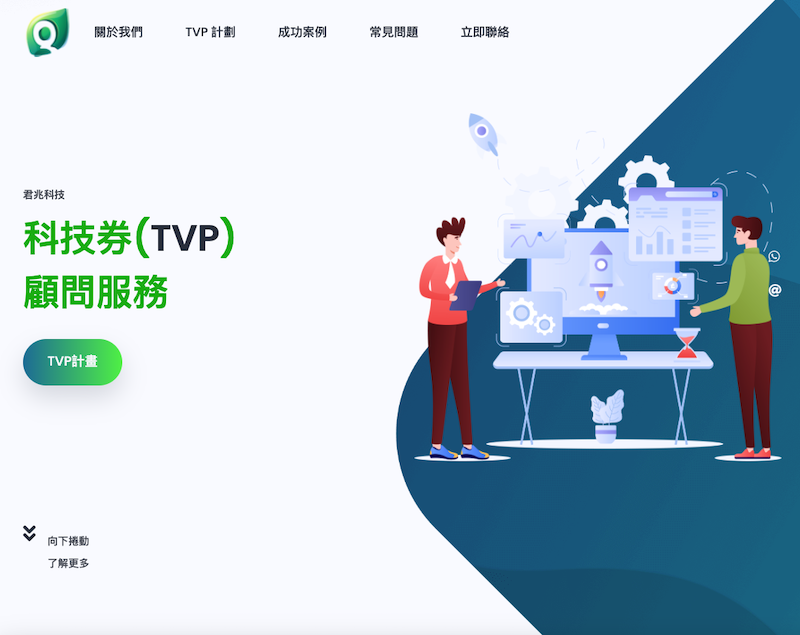 關於我們
TVP 計劃
成功案例
常見問題
立即聯絡
君兆科技
科技券(TVP)
顧問服務
TVP計畫
向下捲動
了解更多